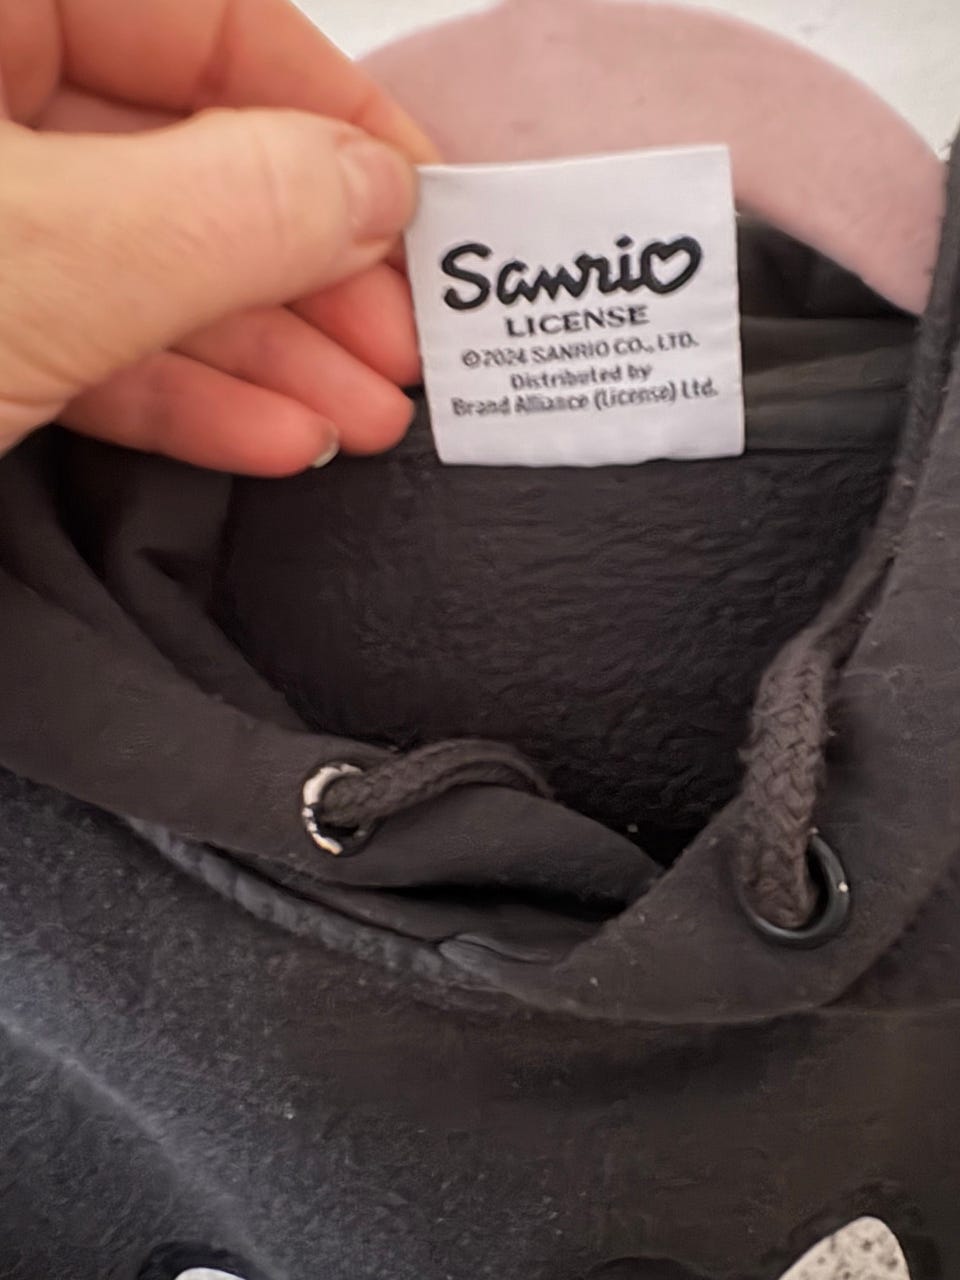 Sanrio
LICENSE
©2024 SANRIO CO., LTD.
Distributed by
Brand Alliance (License) Ltd.